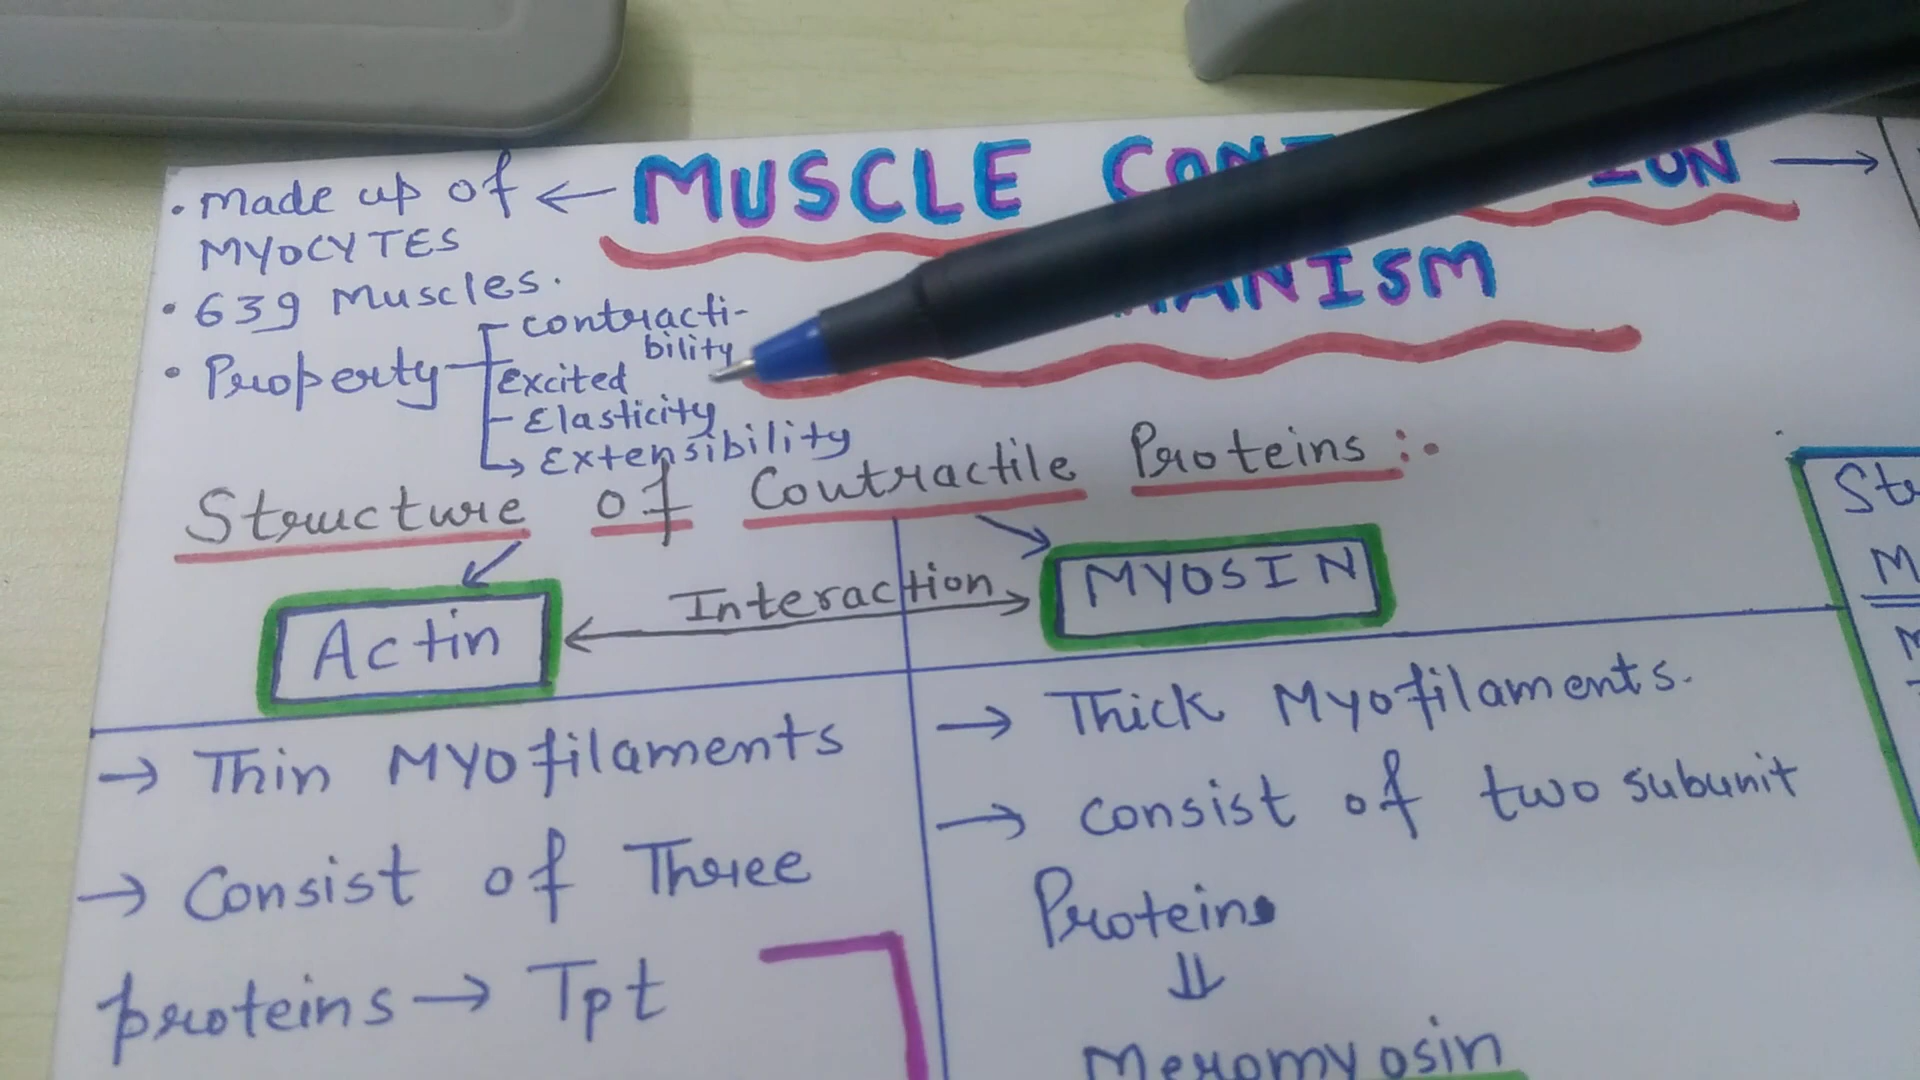 • Made up of ← MUSCLE CON ION →
MYOCYTES
ANISM
• 639 Muscles.
• Property
contracti-
bility
Excited
Elasticity
→ Extensibility
Structure of Contractile Proteins :•
Actin
Interaction
MYOSIN
→ Thin MYOfilaments
→ Consist of Three
proteins → Tpt
→ Thick Myofilaments.
→ consist of two subunit
Proteins
⇓
Meromyosin
St
M
M